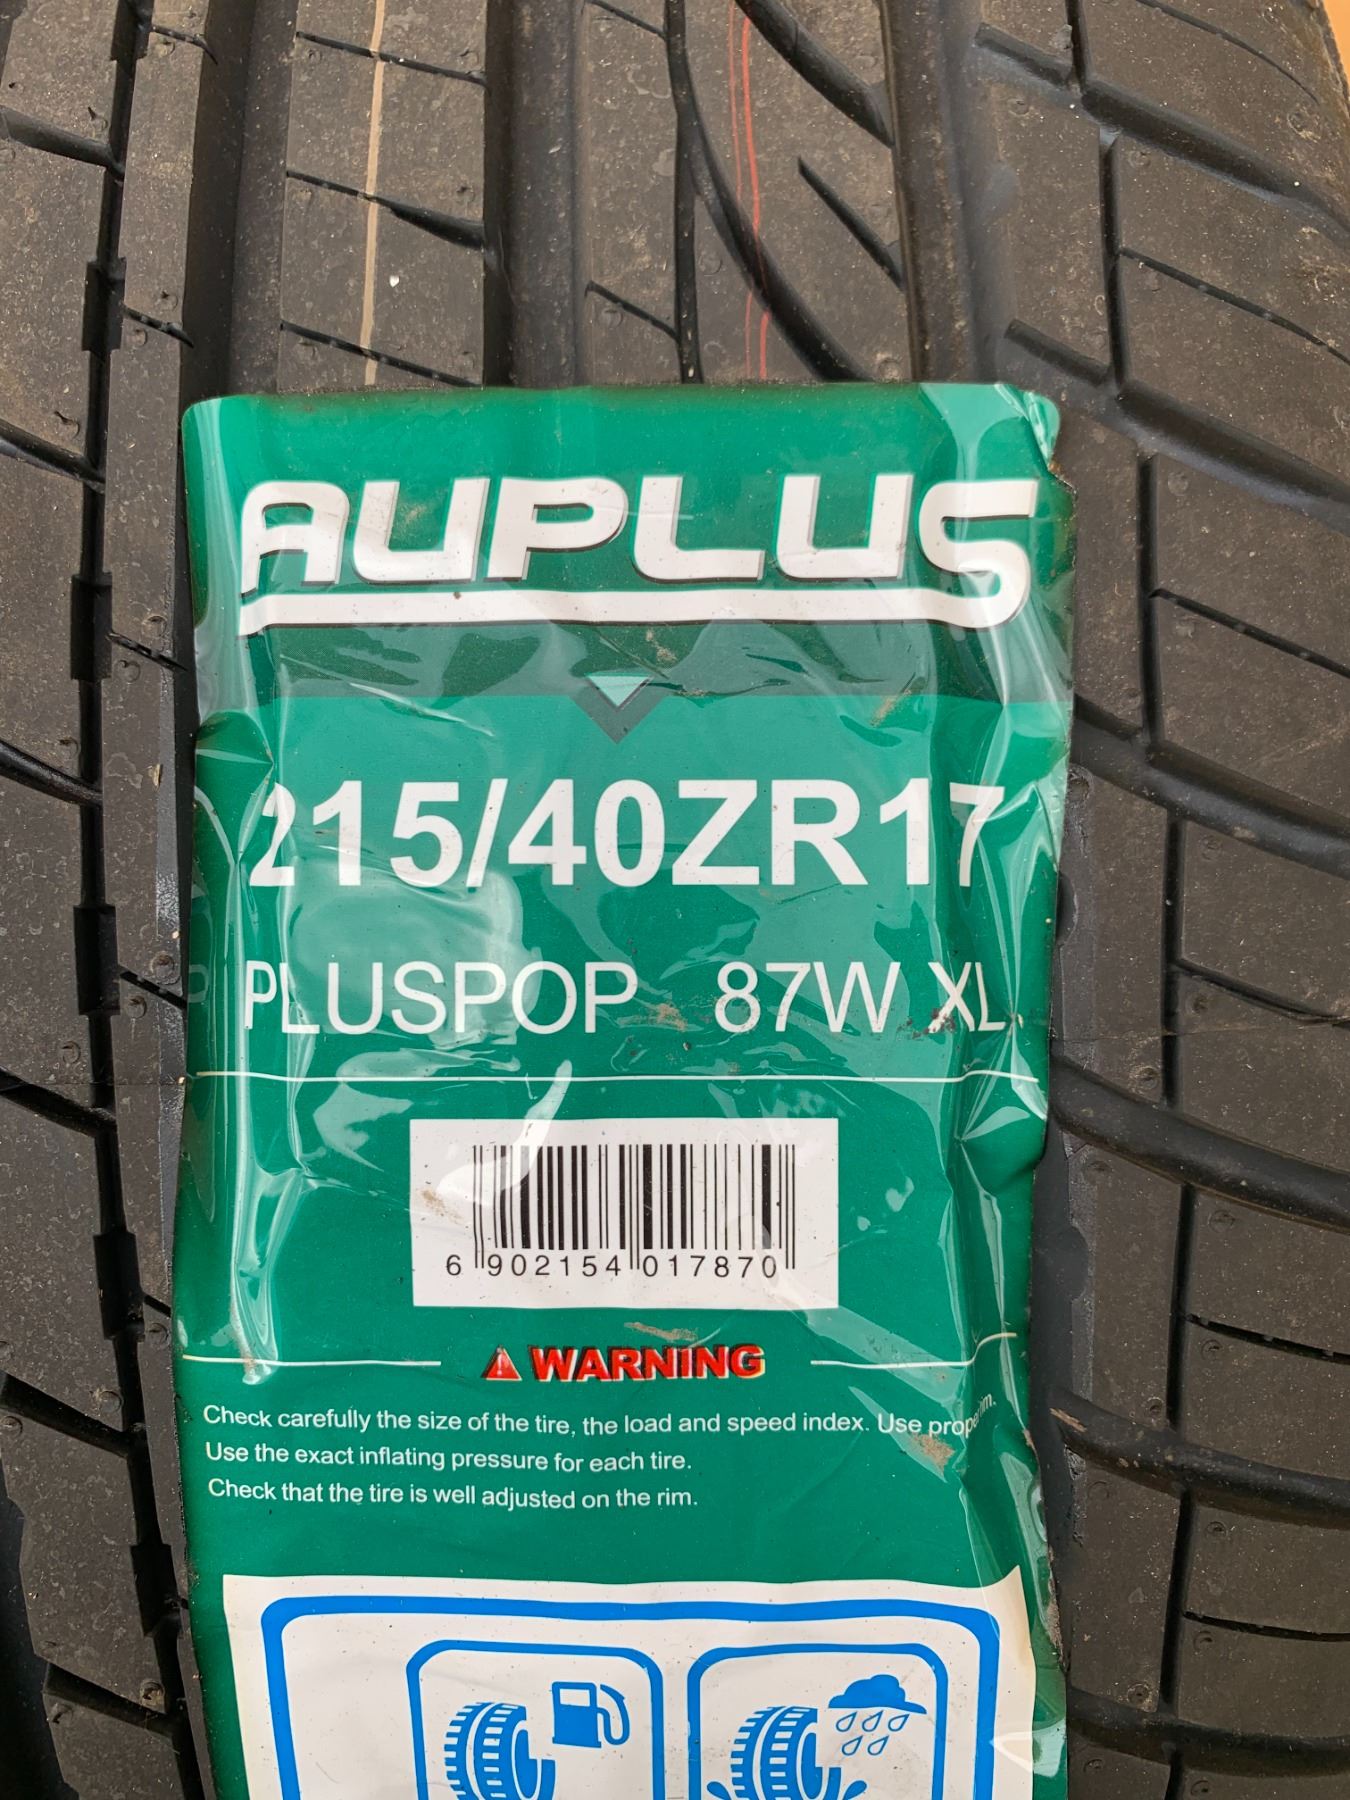 AUPLUS
215/40ZR17
PLUSPOP 87W XL
6 902154 017870
WARNING
Check carefully the size of the tire, the load and speed index. Use proper rim.
Use the exact inflating pressure for each tire.
Check that the tire is well adjusted on the rim.